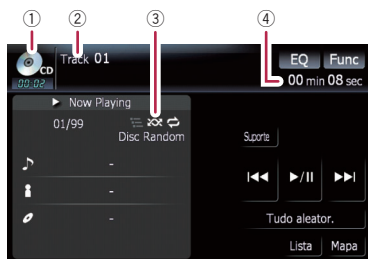 ① ② ③ ④
CD
Track 01
EQ
Func
00:02
00 min 08 sec
Now Playing
01/99
Disc Random
Suporte
-
-
-
Tudo aleator.
Lista
Mapa